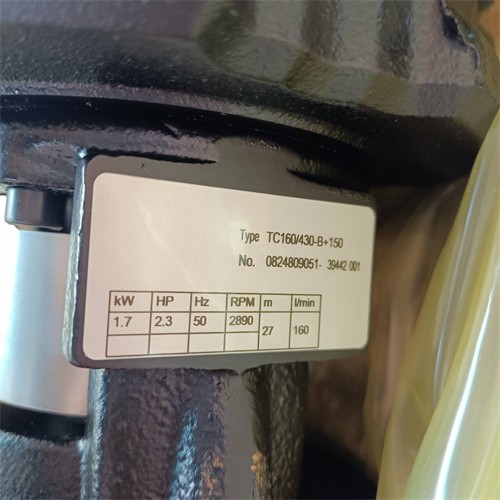 Type TC160/430-B+150
No. 0824809051- 39442 001
kW HP Hz RPM m l/min
1.7 2.3 50 2890 27 160